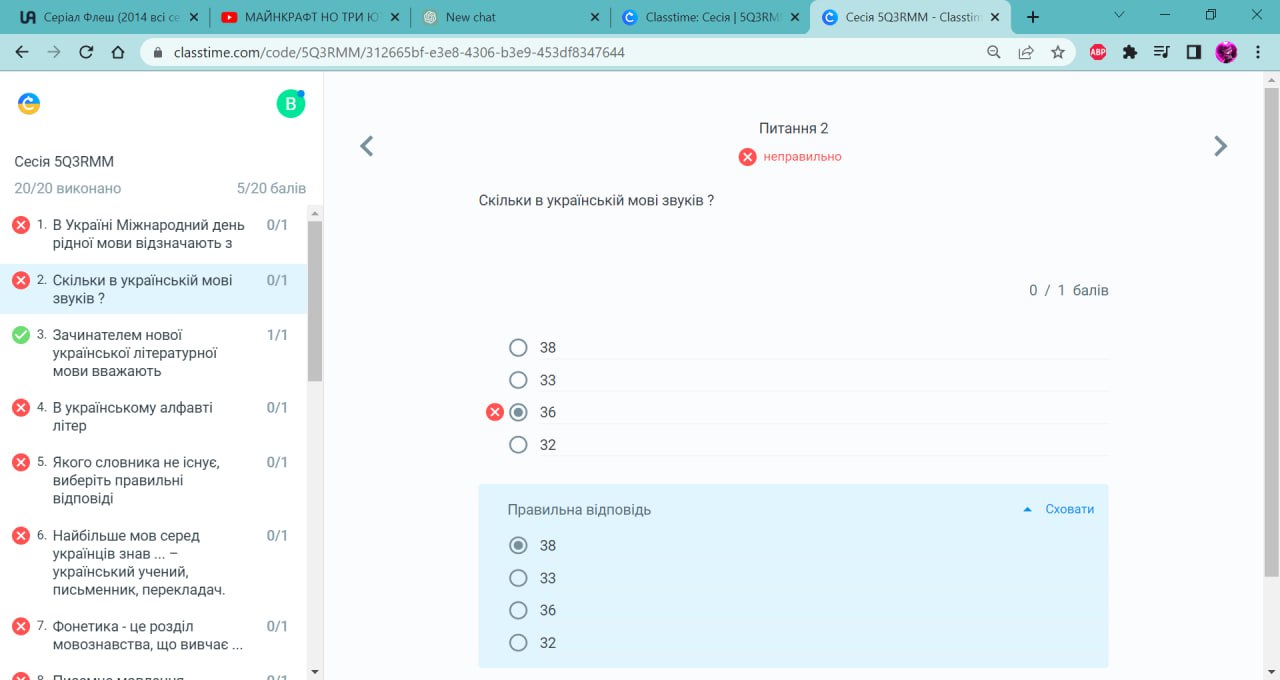 UA Серіал Флеш (2014 всі се
МАЙНКРАФТ НО ТРИ Ю
New chat
Classtime: Сесія | 5Q3RM
Сесія 5Q3RMM - Classtim
classtime.com/code/5Q3RMM/312665bf-e3e8-4306-b3e9-453df8347644
ABP
B
Сесія 5Q3RMM
20/20 виконано 5/20 балів
1. В Україні Міжнародний день 0/1
рідної мови відзначають з
2. Скільки в українській мові 0/1
звуків ?
3. Зачинателем нової 1/1
української літературної
мови вважають
4. В українському алфавті 0/1
літер
5. Якого словника не існує, 0/1
виберіть правильні
відповіді
6. Найбільше мов серед 0/1
українців знав ... –
український учений,
письменник, перекладач.
7. Фонетика - це розділ 0/1
мовознавства, що вивчає ...
8. Писемне мовлення 0/1
Питання 2
неправильно
Скільки в українській мові звуків ?
0 / 1 балів
38
33
36
32
Правильна відповідь Сховати
38
33
36
32